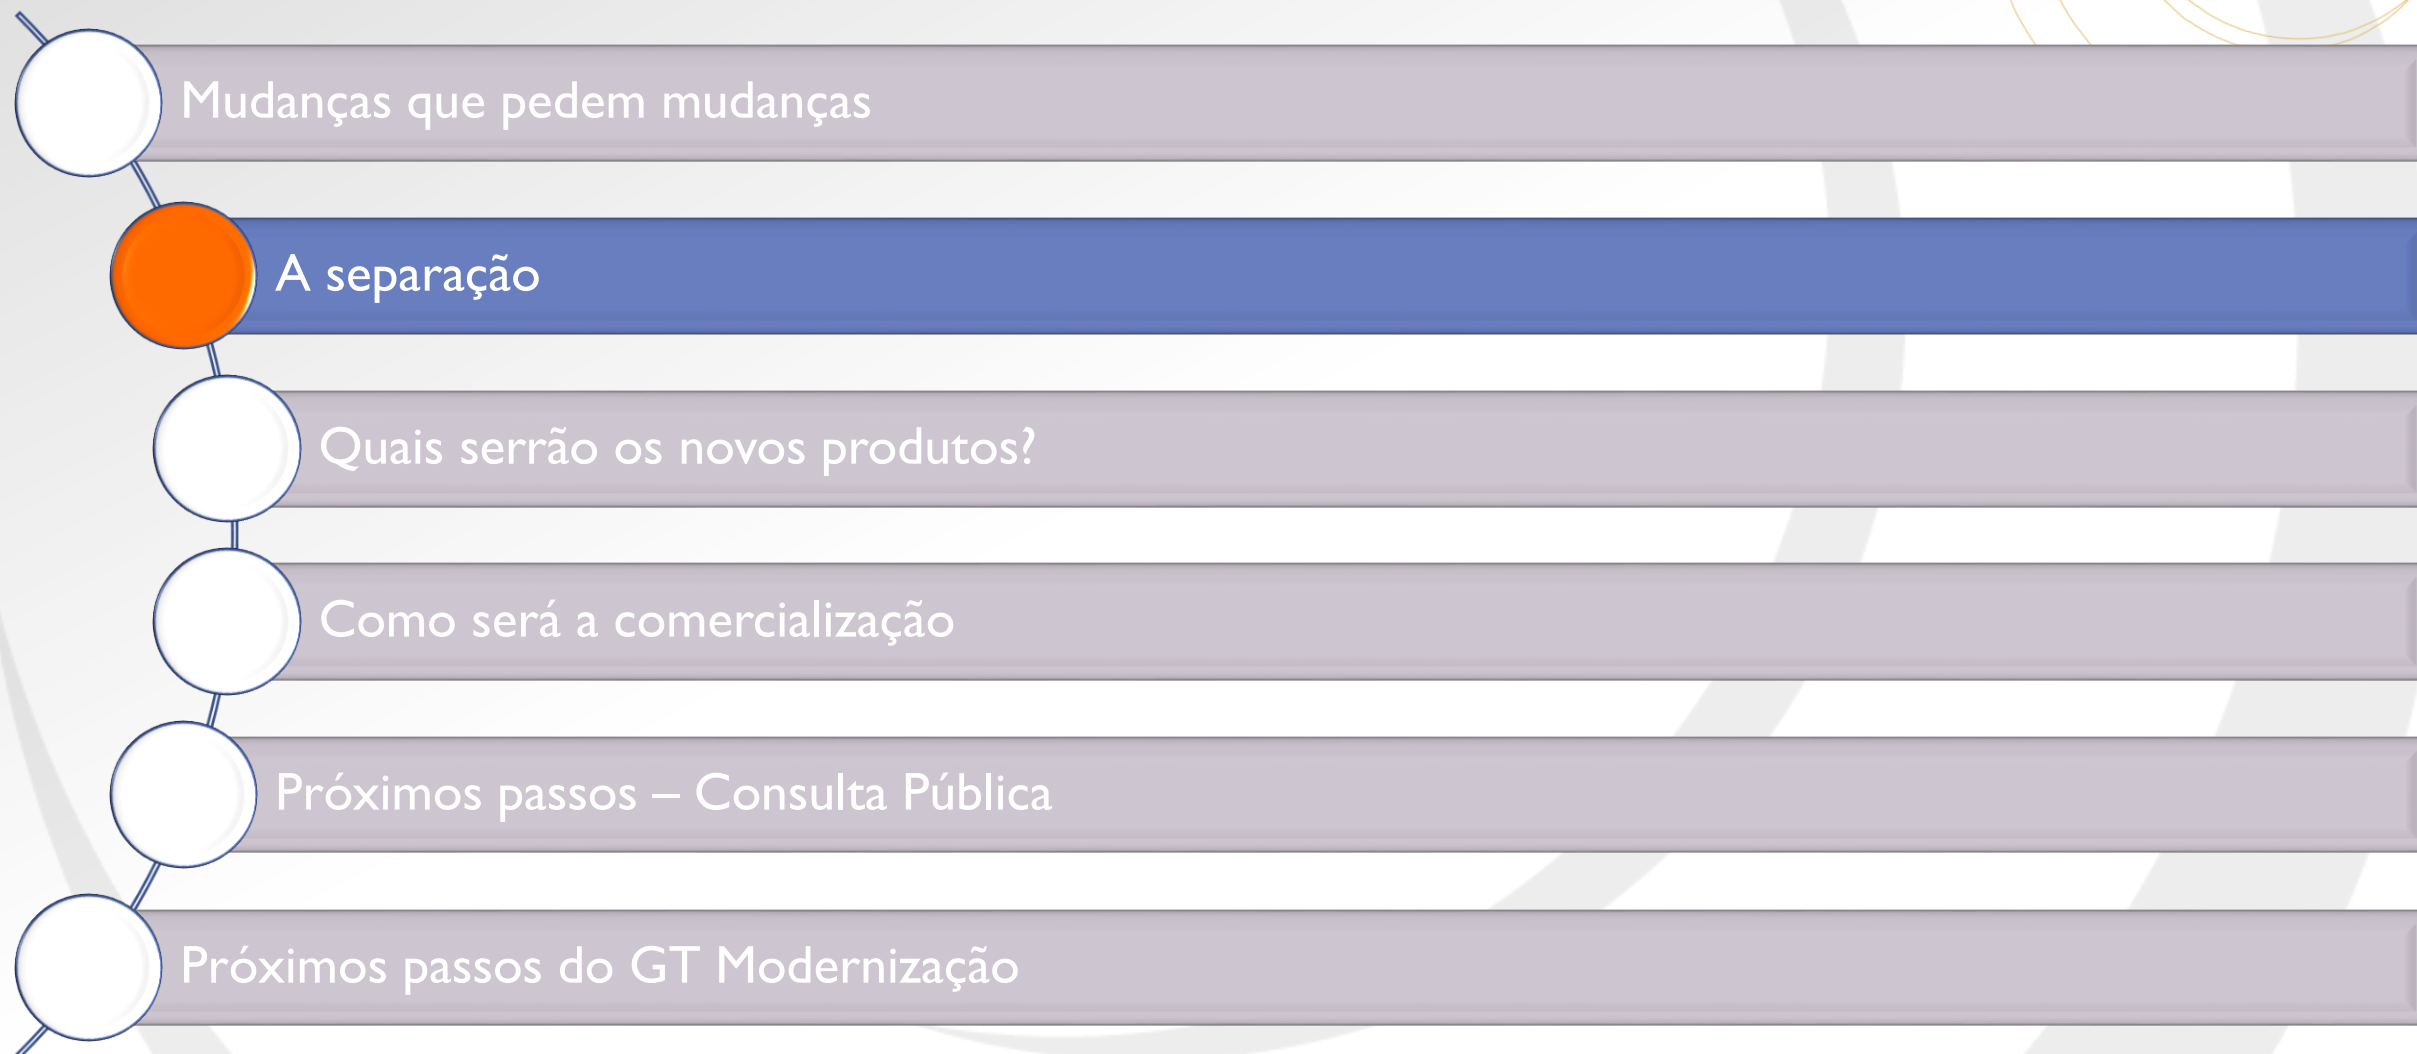 Mudanças que pedem mudanças
A separação
Quais serrão os novos produtos?
Como será a comercialização
Próximos passos – Consulta Pública
Próximos passos do GT Modernização